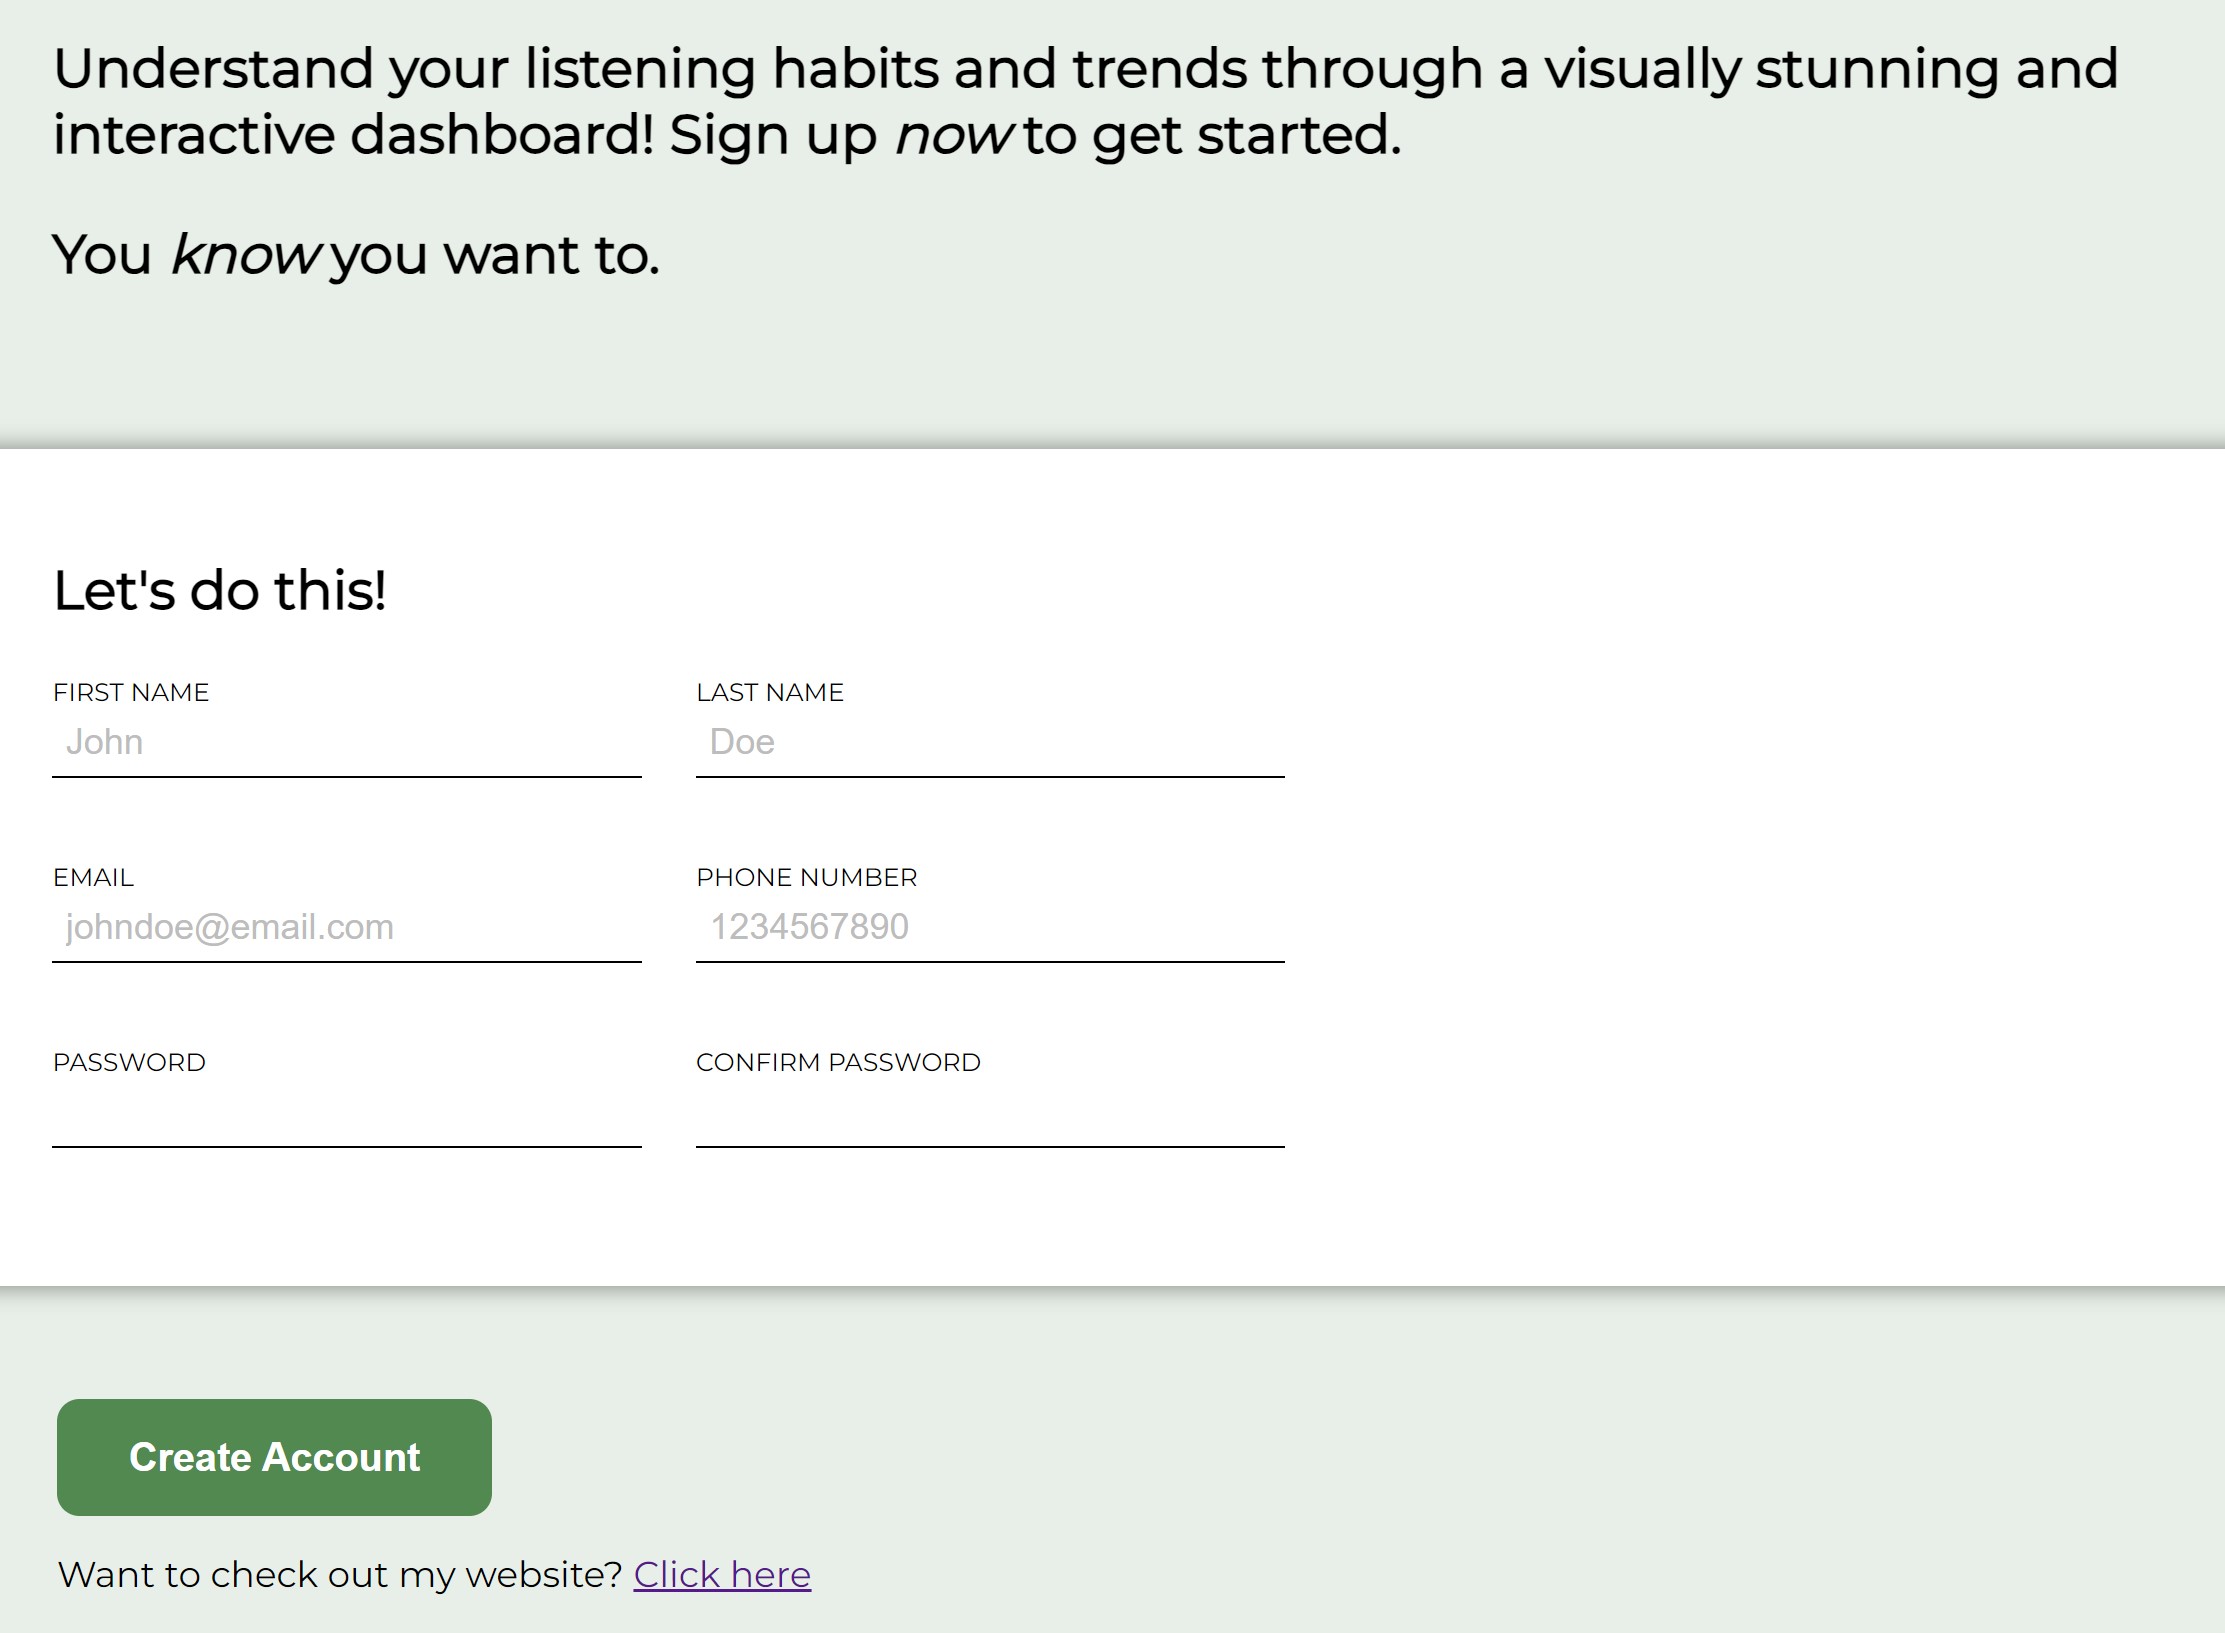 Understand your listening habits and trends through a visually stunning and
interactive dashboard! Sign up now to get started.
You know you want to.
Let's do this!
FIRST NAME
LAST NAME
John
Doe
EMAIL
PHONE NUMBER
johndoe@email.com
1234567890
PASSWORD
CONFIRM PASSWORD
Create Account
Want to check out my website? Click here